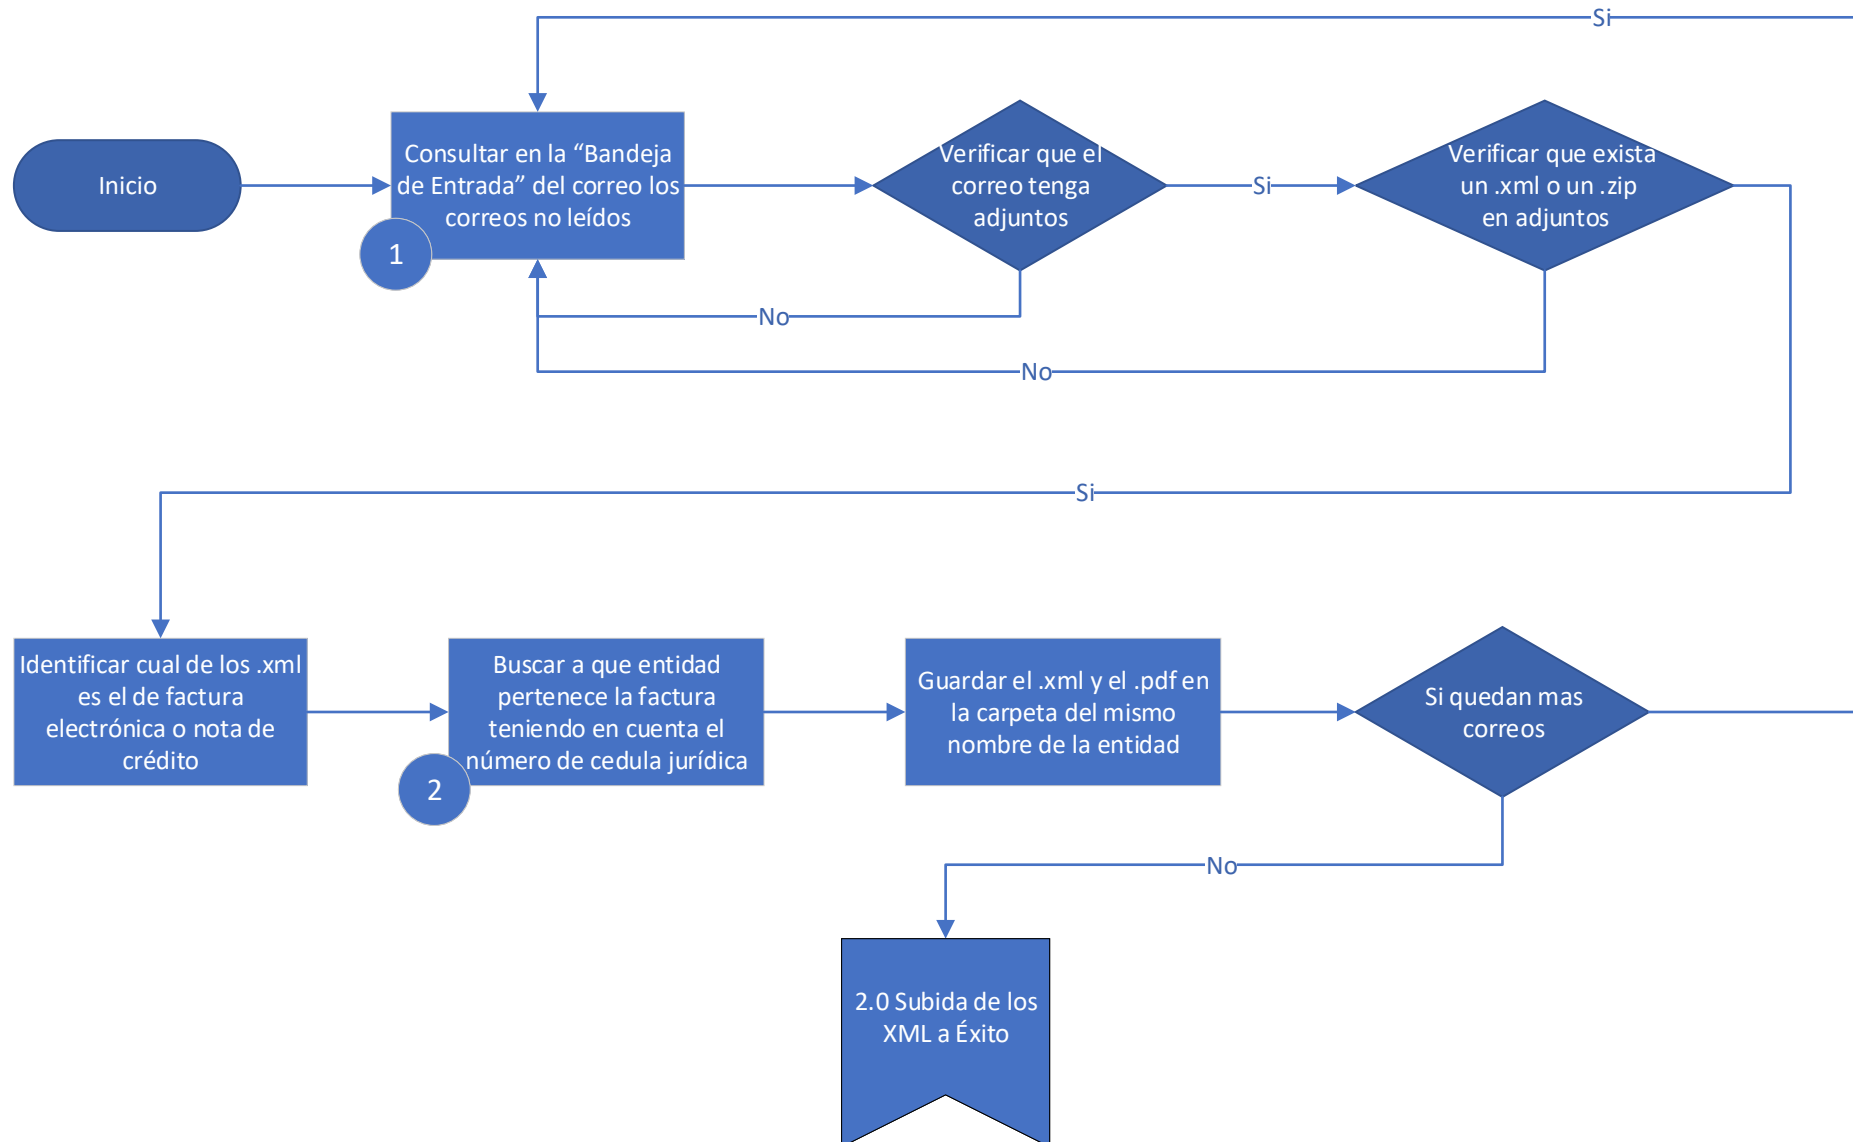 Si
Inicio
Consultar en la “Bandeja
de Entrada” del correo los
correos no leídos
1
Verificar que el
correo tenga
adjuntos
Si
Verificar que exista
un .xml o un .zip
en adjuntos
No
No
Si
Identificar cual de los .xml
es el de factura
electrónica o nota de
crédito
Buscar a que entidad
pertenece la factura
teniendo en cuenta el
número de cedula jurídica
2
Guardar el .xml y el .pdf en
la carpeta del mismo
nombre de la entidad
Si quedan mas
correos
No
2.0 Subida de los
XML a Éxito